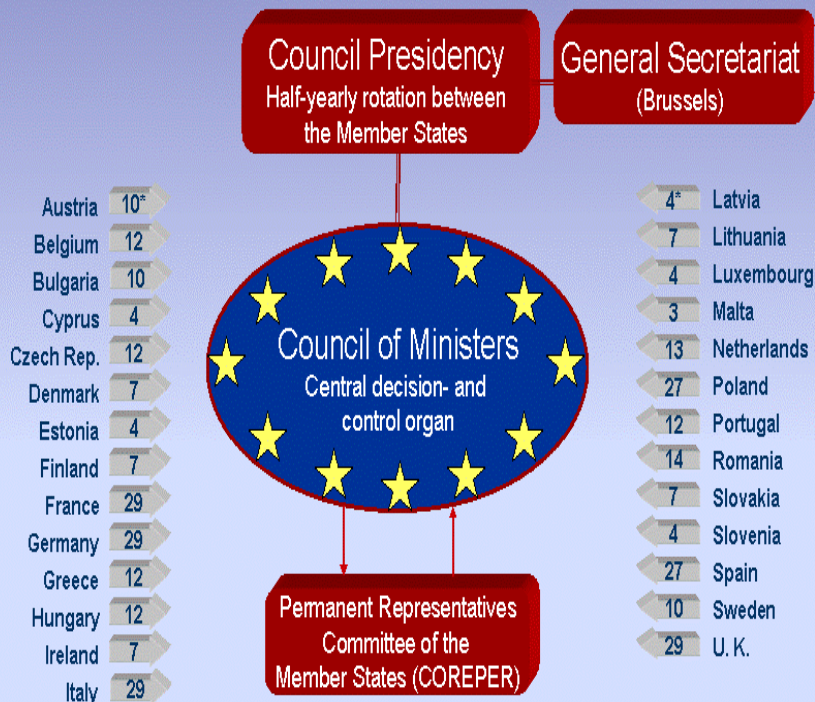 Council Presidency
Half-yearly rotation between
the Member States
General Secretariat
(Brussels)
Austria 10*
Belgium 12
Bulgaria 10
Cyprus 4
Czech Rep. 12
Denmark 7
Estonia 4
Finland 7
France 29
Germany 29
Greece 12
Hungary 12
Ireland 7
Italy 29
Council of Ministers
Central decision- and
control organ
Permanent Representatives
Committee of the
Member States (COREPER)
4* Latvia
7 Lithuania
4 Luxembourg
3 Malta
13 Netherlands
27 Poland
12 Portugal
14 Romania
7 Slovakia
4 Slovenia
27 Spain
10 Sweden
29 U. K.